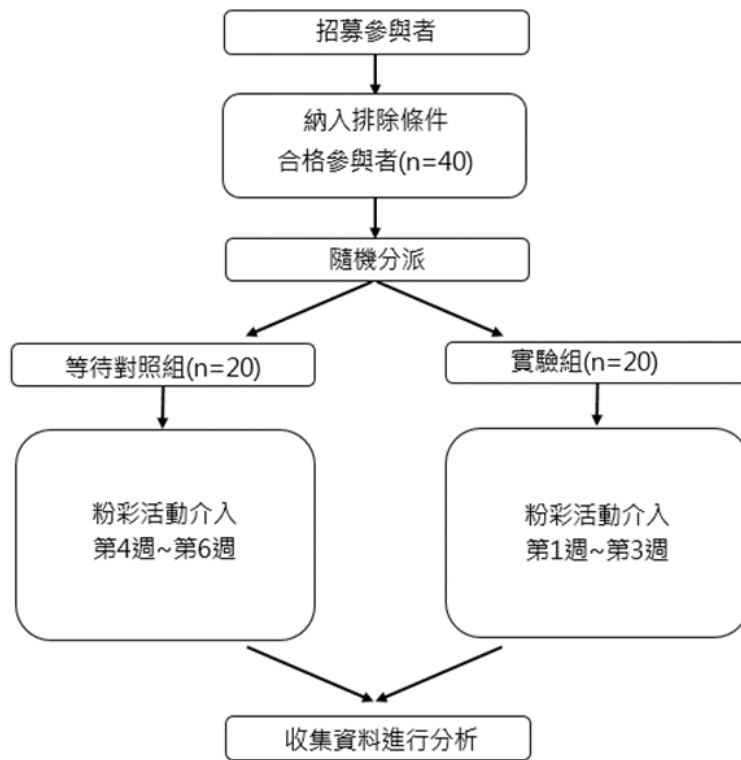 招募參與者
納入排除條件
合格參與者(n=40)
隨機分派
等待對照組(n=20)
實驗組(n=20)
粉彩活動介入
第4週~第6週
粉彩活動介入
第1週~第3週
收集資料進行分析